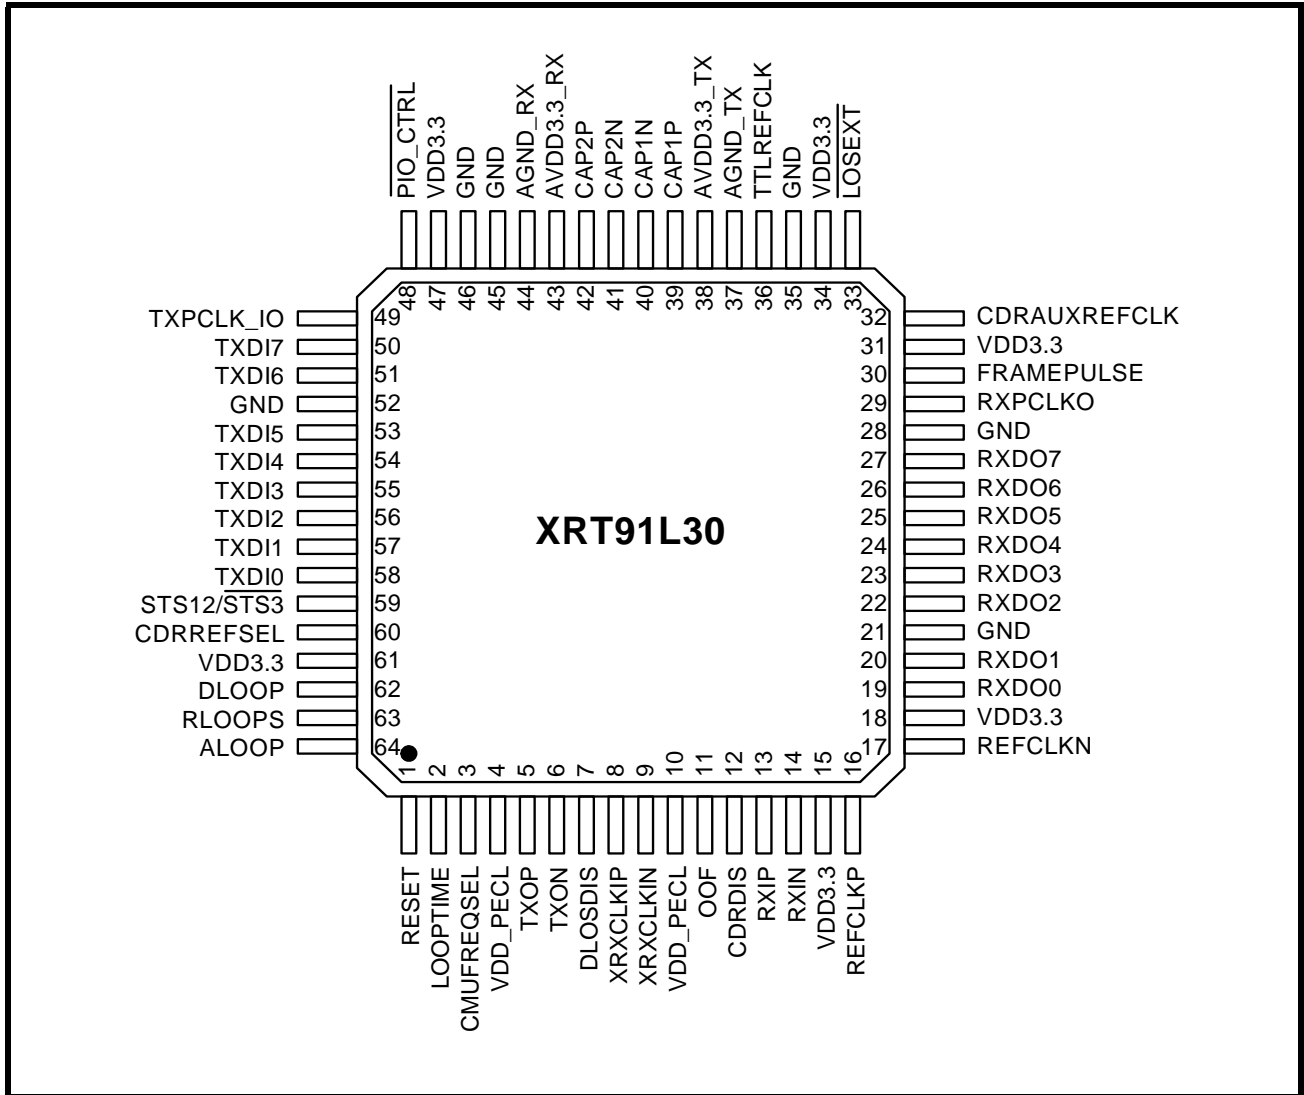 PIO_CTRL
VDD3.3
GND
GND
AGND_RX
AVDD3.3_RX
CAP2P
CAP2N
CAP1N
CAP1P
AVDD3.3_TX
AGND_TX
TTLREFCLK
GND
VDD3.3
LOSEXT
48
47
46
45
44
43
42
41
40
39
38
37
36
35
34
33
TXPCLK_IO 49
TXDI7 50
TXDI6 51
GND 52
TXDI5 53
TXDI4 54
TXDI3 55
TXDI2 56
TXDI1 57
TXDI0 58
STS12/STS3 59
CDRREFSEL 60
VDD3.3 61
DLOOP 62
RLOOPS 63
ALOOP 64
XRT91L30
32 CDRAUXREFCLK
31 VDD3.3
30 FRAMEPULSE
29 RXPCLKO
28 GND
27 RXDO7
26 RXDO6
25 RXDO5
24 RXDO4
23 RXDO3
22 RXDO2
21 GND
20 RXDO1
19 RXDO0
18 VDD3.3
17 REFCLKN
1
2
3
4
5
6
7
8
9
10
11
12
13
14
15
16
RESET
LOOPTIME
CMUFREQSEL
VDD_PECL
TXOP
TXON
DLOSDIS
XRXCLKIP
XRXCLKIN
VDD_PECL
OOF
CDRDIS
RXIP
RXIN
VDD3.3
REFCLKP